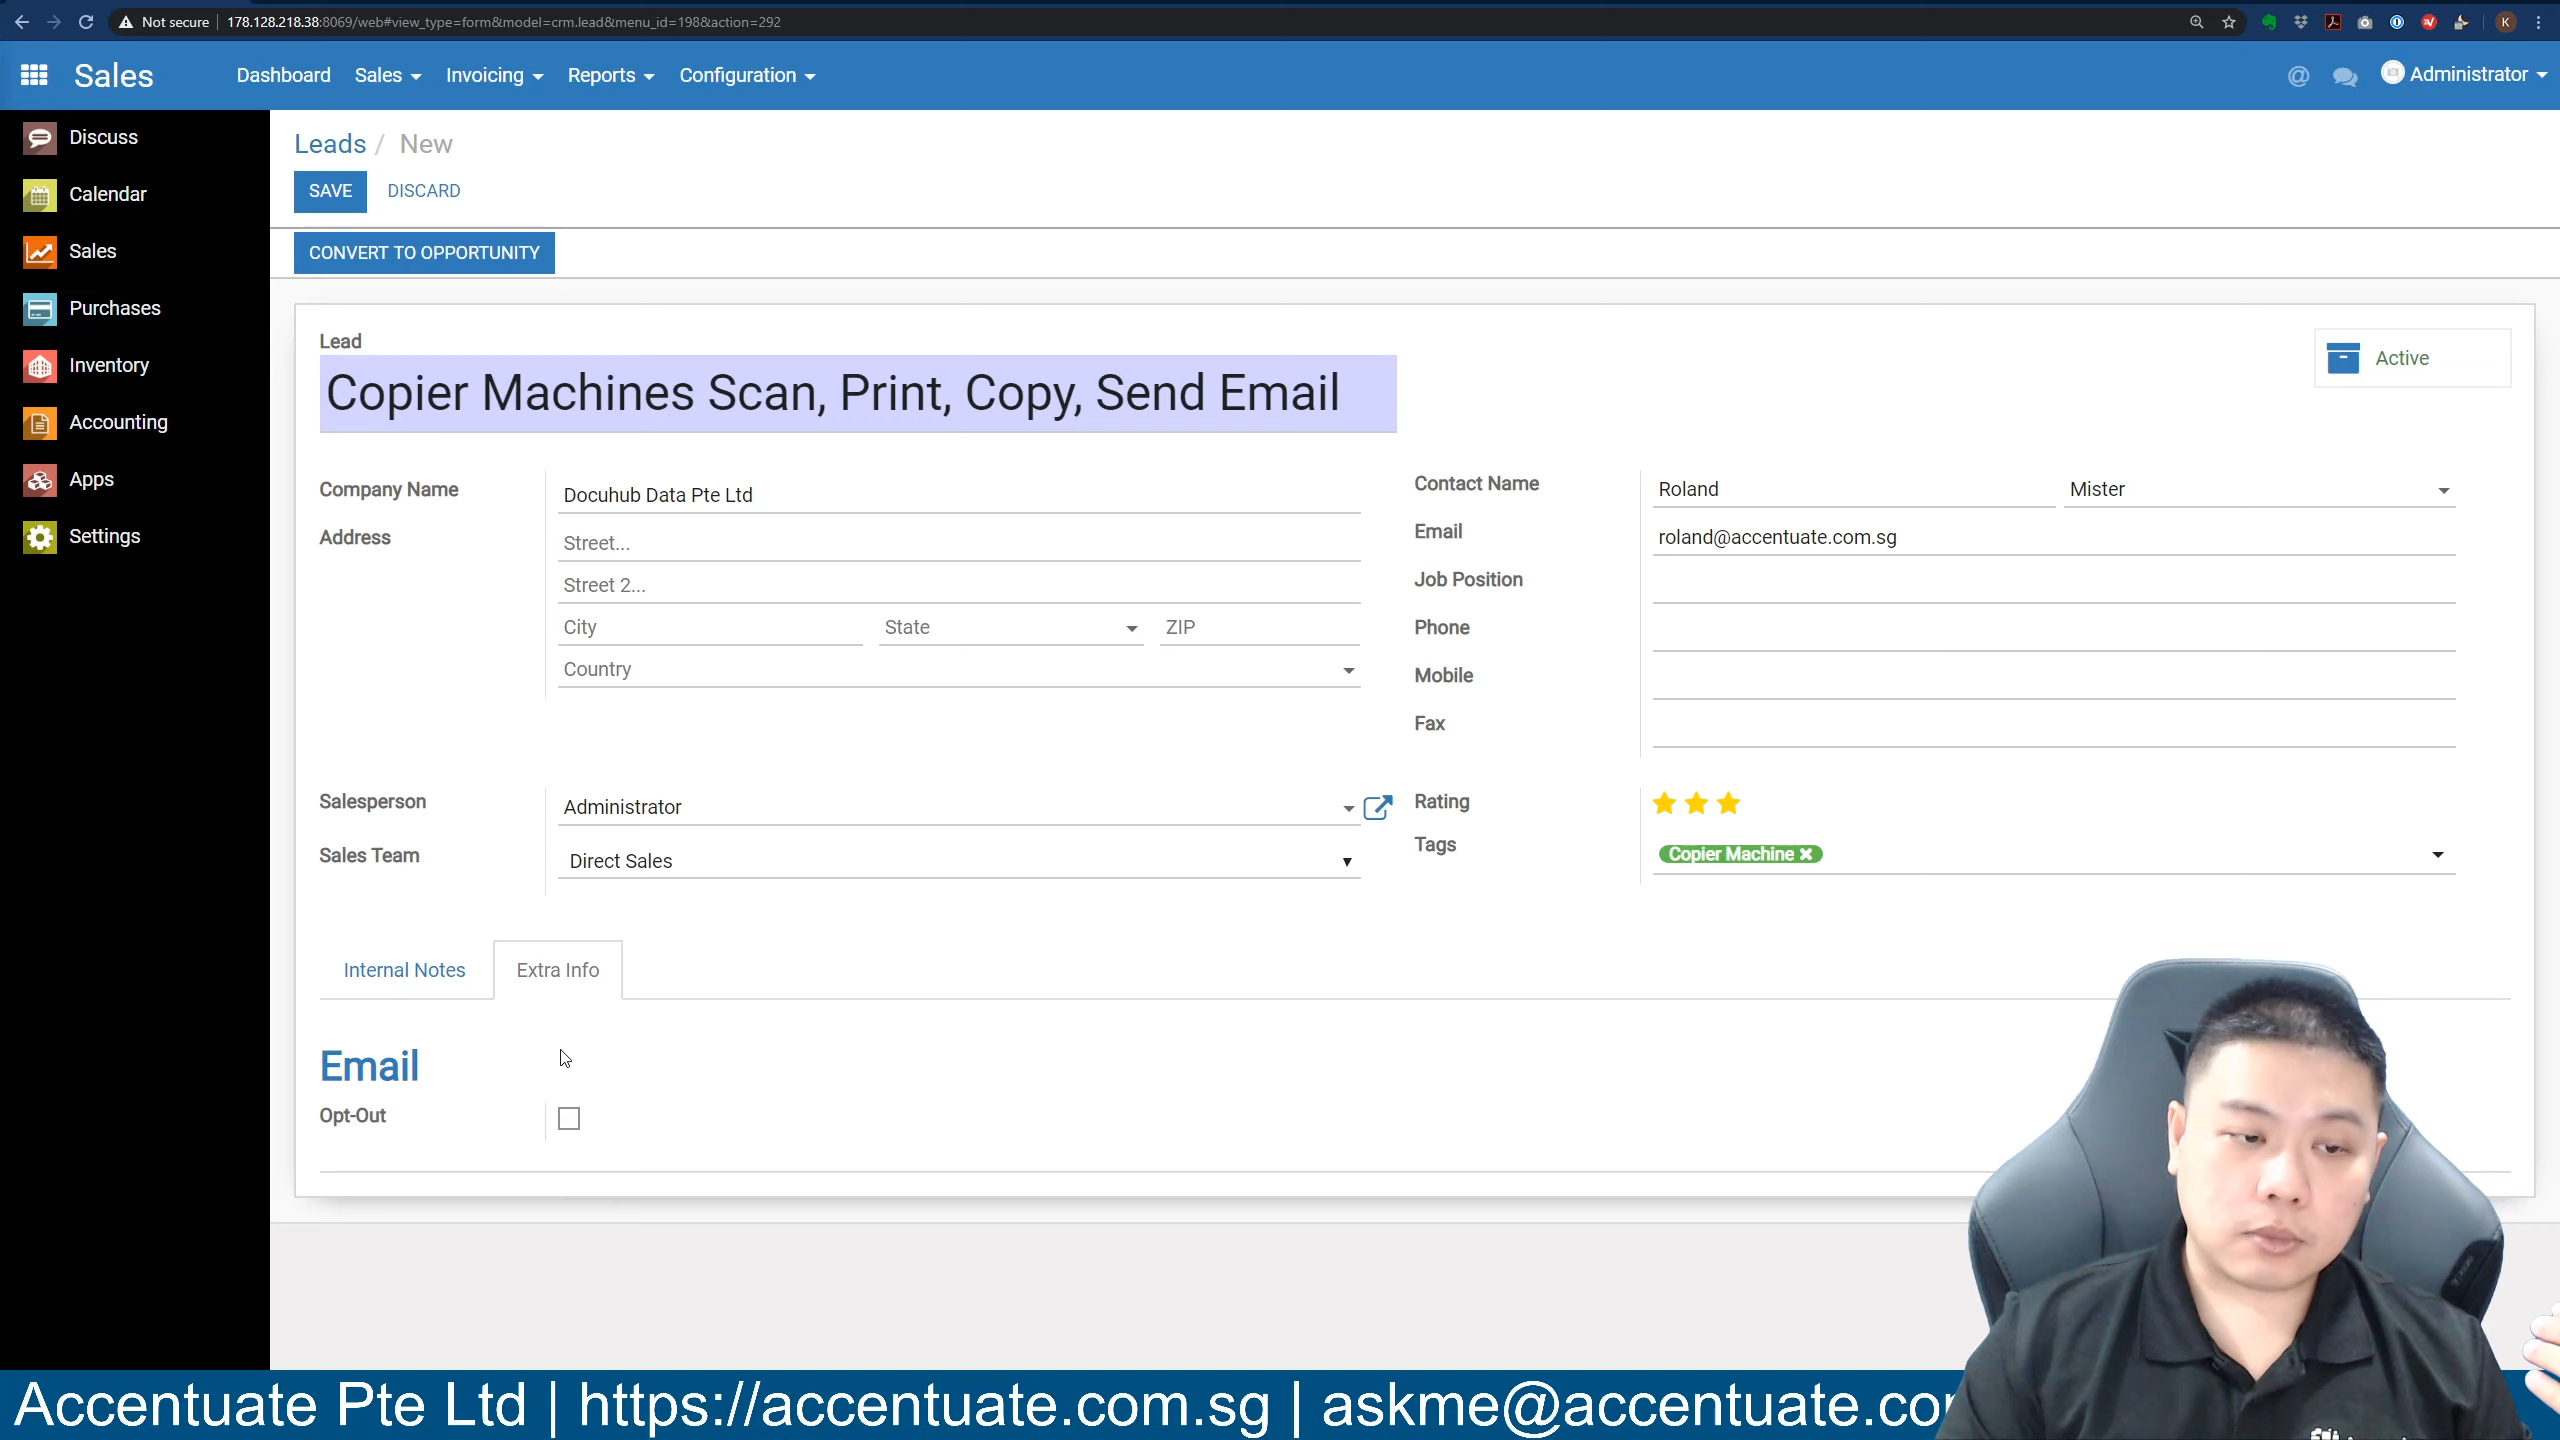 Not secure 178.128.218.38:8069/web#view_type=form&model=crm.lead&menu_id=198&action=292
K
Sales Dashboard Sales Invoicing Reports Configuration @ Administrator
Discuss
Calendar
Sales
Purchases
Inventory
Accounting
Apps
Settings
Leads / New
SAVE DISCARD
CONVERT TO OPPORTUNITY
Lead
Copier Machines Scan, Print, Copy, Send Email
Active
Company Name Docuhub Data Pte Ltd
Address Street...
Street 2...
City State ZIP
Country
Contact Name Roland Mister
Email roland@accentuate.com.sg
Job Position
Phone
Mobile
Fax
Salesperson Administrator
Sales Team Direct Sales
Rating
Tags Copier Machine
Internal Notes Extra Info
Email
Opt-Out
Accentuate Pte Ltd | https://accentuate.com.sg | askme@accentuate.co